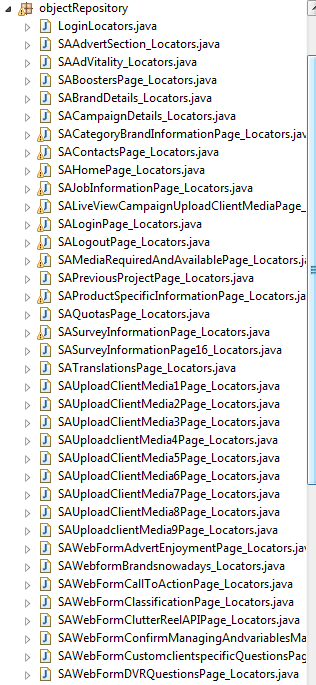 objectRepository
LoginLocators.java
SAAdvertSection_Locators.java
SAAdVitality_Locators.java
SABoostersPage_Locators.java
SABrandDetails_Locators.java
SACampaignDetails_Locators.java
SACategoryBrandInformationPage_Locators.java
SAContactsPage_Locators.java
SAHomePage_Locators.java
SAJobInformationPage_Locators.java
SALiveViewCampaignUploadClientMediaPage_
SALoginPage_Locators.java
SALogoutPage_Locators.java
SAMediaRequiredAndAvailablePage_Locators.ja
SAPreviousProjectPage_Locators.java
SAProductSpecificInformationPage_Locators.ja
SAQuotasPage_Locators.java
SASurveyInformationPage_Locators.java
SASurveyInformationPage16_Locators.java
SATranslationsPage_Locators.java
SAUploadClientMedia1Page_Locators.java
SAUploadClientMedia2Page_Locators.java
SAUploadClientMedia3Page_Locators.java
SAUploadclientMedia4Page_Locators.java
SAUploadClientMedia5Page_Locators.java
SAUploadClientMedia6Page_Locators.java
SAUploadClientMedia7Page_Locators.java
SAUploadClientMedia8Page_Locators.java
SAUploadclientMedia9Page_Locators.java
SAWebFormAdvertEnjoymentPage_Locators.jav
SAWebformBrandsnowadays_Locators.java
SAWebFormCallToActionPage_Locators.java
SAWebFormClassificationPage_Locators.java
SAWebFormClutterReelAPIPage_Locators.java
SAWebFormConfirmManagingAndvariablesMa
SAWebFormCustomclientspecificQuestionsPag
SAWebFormDVRQuestionsPage_Locators.java